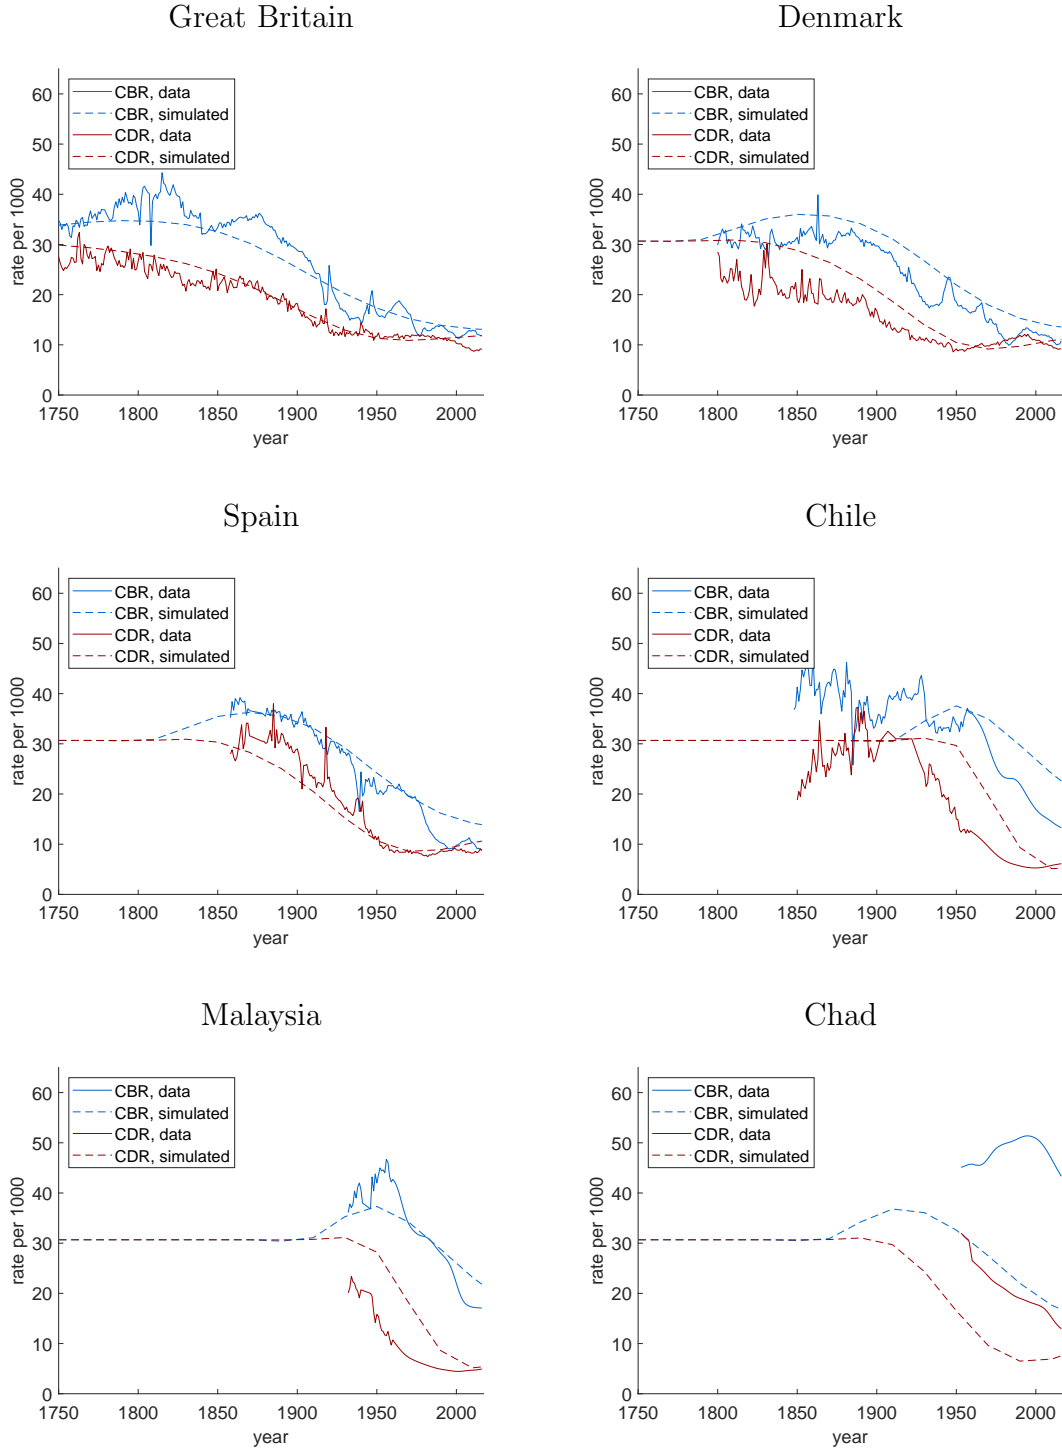 Great Britain
60
50
40
30
20
10
0
rate per 1000
CBR, data
CBR, simulated
CDR, data
CDR, simulated
1750 1800 1850 1900 1950 2000
year
Denmark
60
50
40
30
20
10
0
rate per 1000
CBR, data
CBR, simulated
CDR, data
CDR, simulated
1750 1800 1850 1900 1950 2000
year
Spain
60
50
40
30
20
10
0
rate per 1000
CBR, data
CBR, simulated
CDR, data
CDR, simulated
1750 1800 1850 1900 1950 2000
year
Chile
60
50
40
30
20
10
0
rate per 1000
CBR, data
CBR, simulated
CDR, data
CDR, simulated
1750 1800 1850 1900 1950 2000
year
Malaysia
60
50
40
30
20
10
0
rate per 1000
CBR, data
CBR, simulated
CDR, data
CDR, simulated
1750 1800 1850 1900 1950 2000
year
Chad
60
50
40
30
20
10
0
rate per 1000
CBR, data
CBR, simulated
CDR, data
CDR, simulated
1750 1800 1850 1900 1950 2000
year